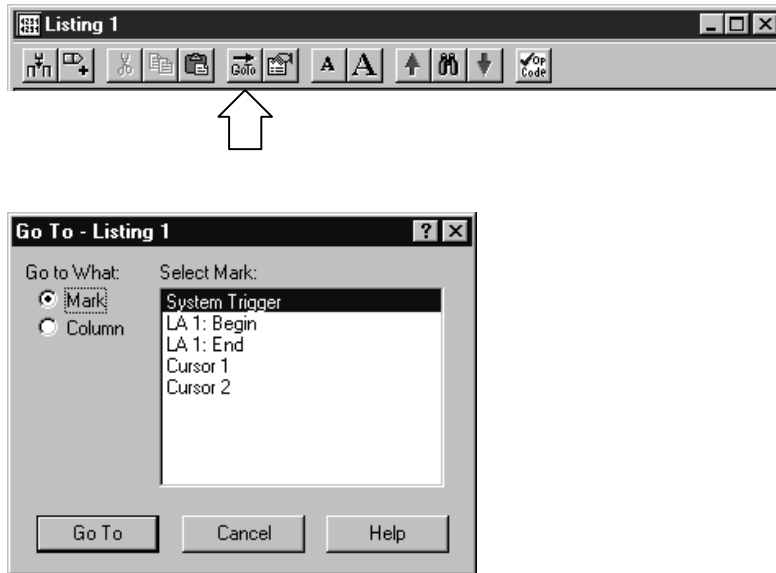 Listing 1
GoTo
A A
Op
Code
Go To - Listing 1
Go to What:
Select Mark:
Mark
Column
System Trigger
LA 1: Begin
LA 1: End
Cursor 1
Cursor 2
Go To
Cancel
Help